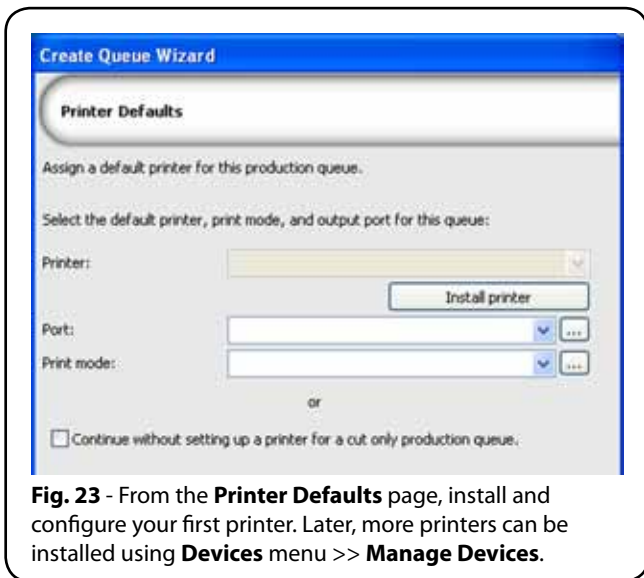 Create Queue Wizard
Printer Defaults
Assign a default printer for this production queue.
Select the default printer, print mode, and output port for this queue:
Printer:
Install printer
Port:
...
Print mode:
...
or
Continue without setting up a printer for a cut only production queue.
Fig. 23 - From the Printer Defaults page, install and
configure your first printer. Later, more printers can be
installed using Devices menu >> Manage Devices.